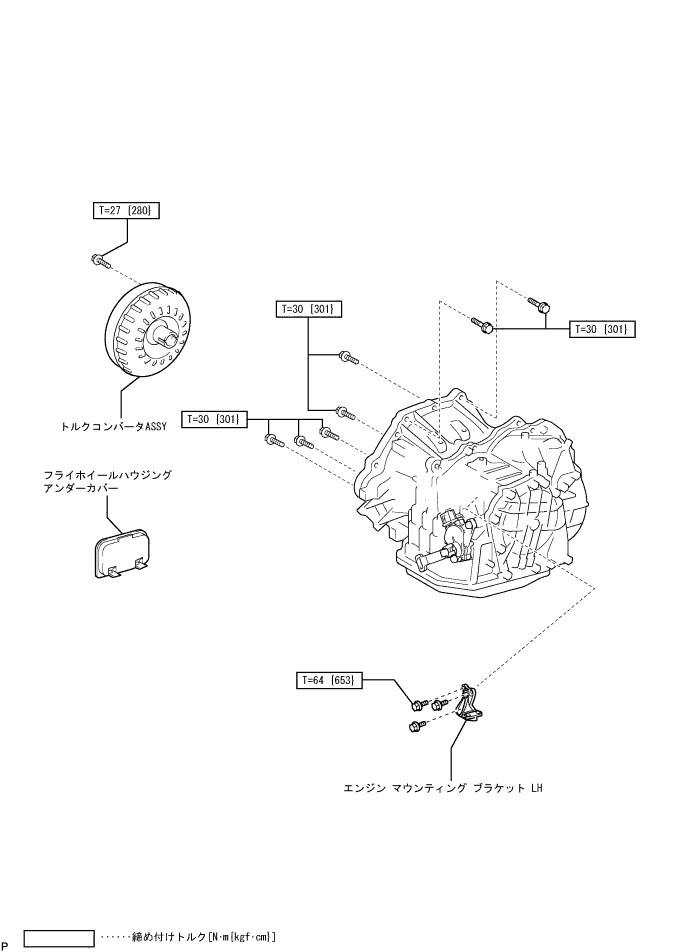 T=27 {280}
T=30 {301}
T=30 {301}
トルクコンバータASSY
T=30 {301}
フライホイールハウジング
アンダーカバー
T=64 {653}
エンジン マウンティング ブラケット LH
······締め付けトルク[N·m{kgf·cm}]
P